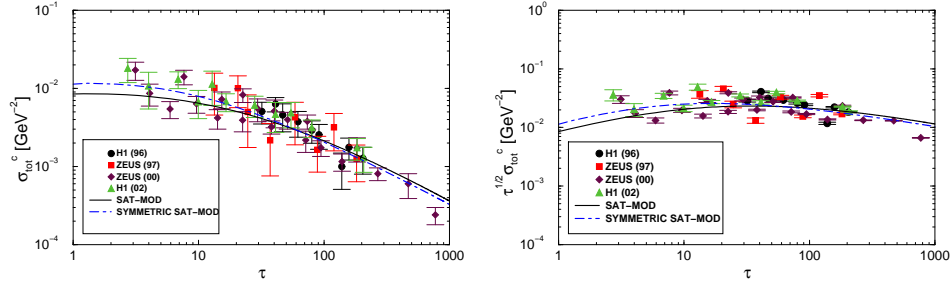 10⁻¹
10⁻²
10⁻³
10⁻⁴
σ_tot^c [GeV⁻²]
H1 (96)
ZEUS (97)
ZEUS (00)
H1 (02)
SAT−MOD
SYMMETRIC SAT−MOD
1 10 100 1000
τ
10⁰
10⁻¹
10⁻²
10⁻³
10⁻⁴
τ^1/2 σ_tot^c [GeV⁻²]
H1 (96)
ZEUS (97)
ZEUS (00)
H1 (02)
SAT−MOD
SYMMETRIC SAT−MOD
1 10 100 1000
τ